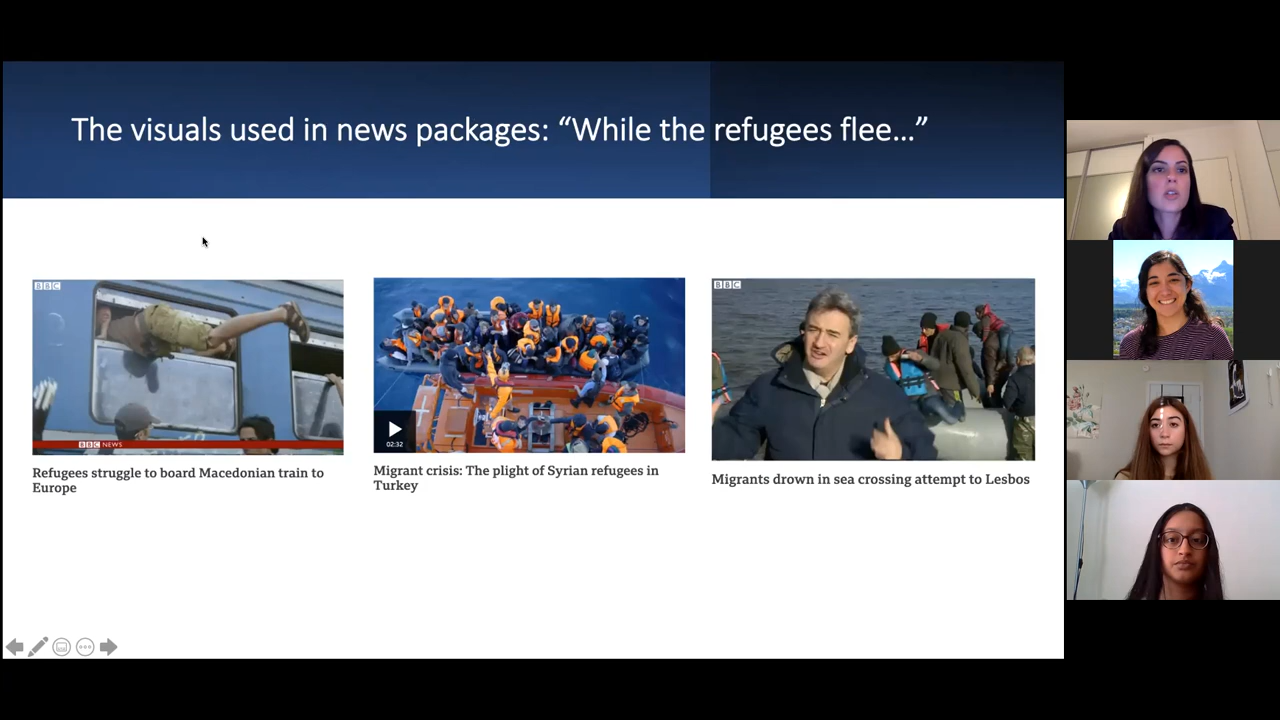 The visuals used in news packages: “While the refugees flee...”
BBC
BBC NEWS
Refugees struggle to board Macedonian train to
Europe
02:32
Migrant crisis: The plight of Syrian refugees in
Turkey
BBC
Migrants drown in sea crossing attempt to Lesbos